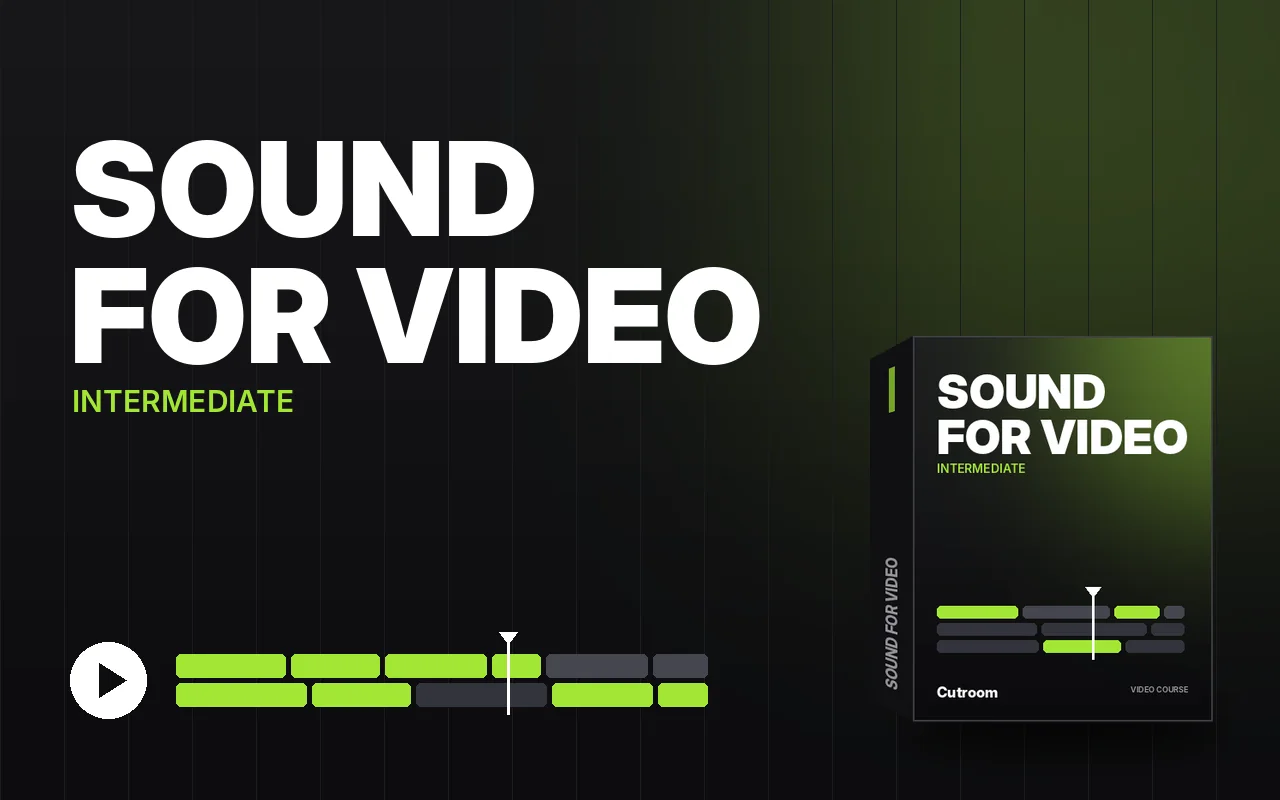 SOUND
FOR VIDEO
INTERMEDIATE
SOUND
FOR VIDEO
INTERMEDIATE
SOUND FOR VIDEO
Cutroom
VIDEO COURSE